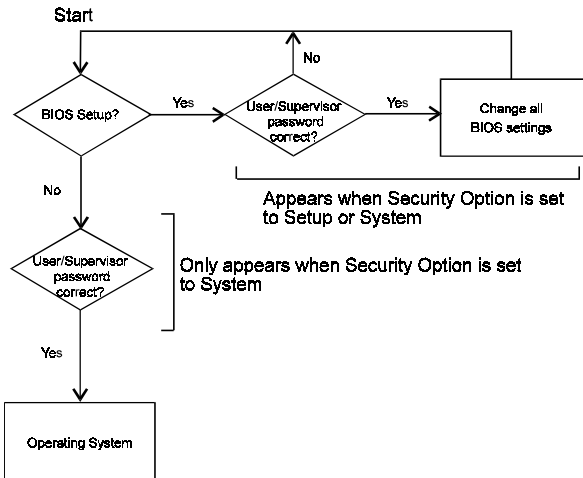 Start
No
BIOS Setup?
Yes
User/Supervisor
password
correct?
Yes
Change all
BIOS settings
No
Appears when Security Option is set
to Setup or System
User/Supervisor
password
correct?
Only appears when Security Option is set
to System
Yes
Operating System